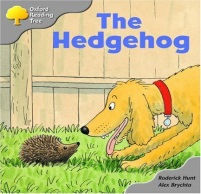 Oxford
Reading
Tree
The
Hedgehog
Roderick Hunt
Alex Brychta